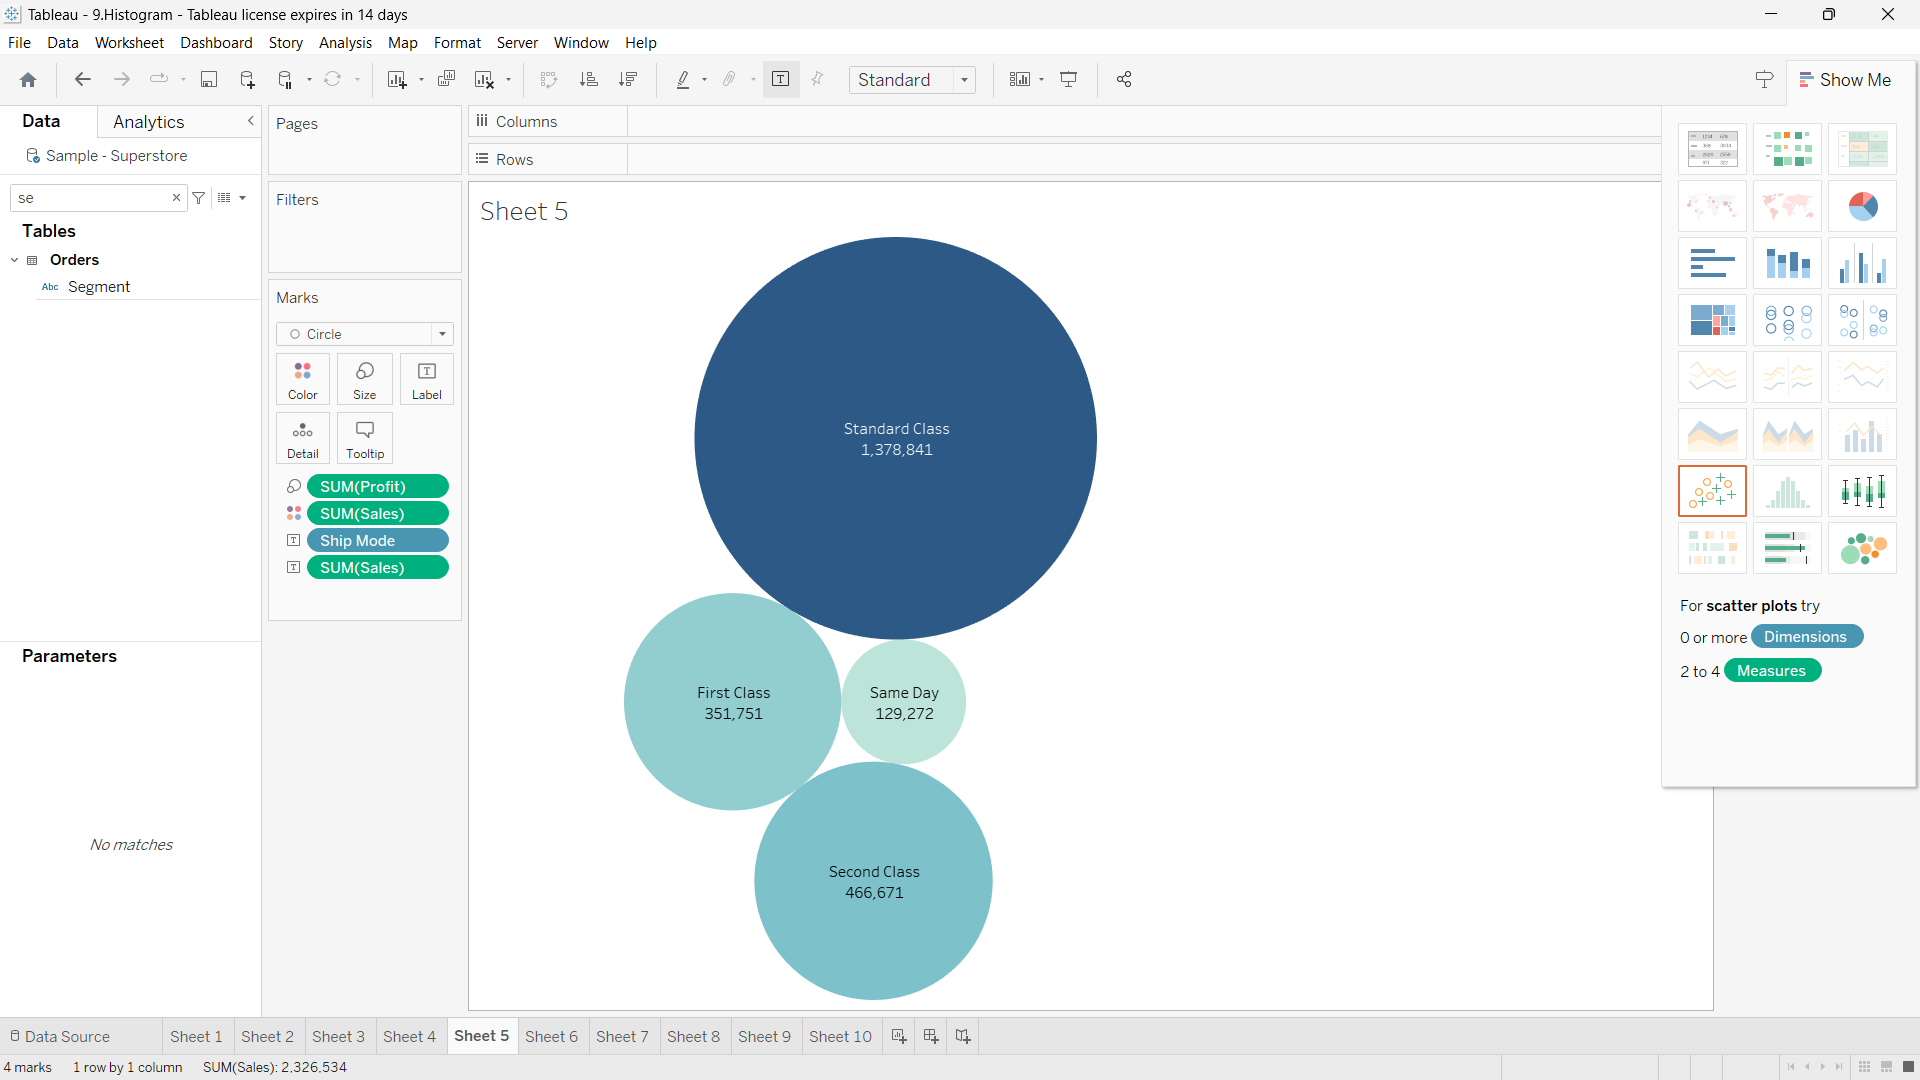 Tableau - 9.Histogram - Tableau license expires in 14 days
File Data Worksheet Dashboard Story Analysis Map Format Server Window Help
Standard
Show Me
Data Analytics
Sample - Superstore
se
Tables
Orders
Abc Segment
Parameters
No matches
Pages
Filters
Marks
Circle
Color Size Label
Detail Tooltip
SUM(Profit)
SUM(Sales)
Ship Mode
SUM(Sales)
Columns
Rows
Sheet 5
Standard Class
1,378,841
First Class
351,751
Same Day
129,272
Second Class
466,671
For scatter plots try
0 or more Dimensions
2 to 4 Measures
Data Source Sheet 1 Sheet 2 Sheet 3 Sheet 4 Sheet 5 Sheet 6 Sheet 7 Sheet 8 Sheet 9 Sheet 10
4 marks 1 row by 1 column SUM(Sales): 2,326,534